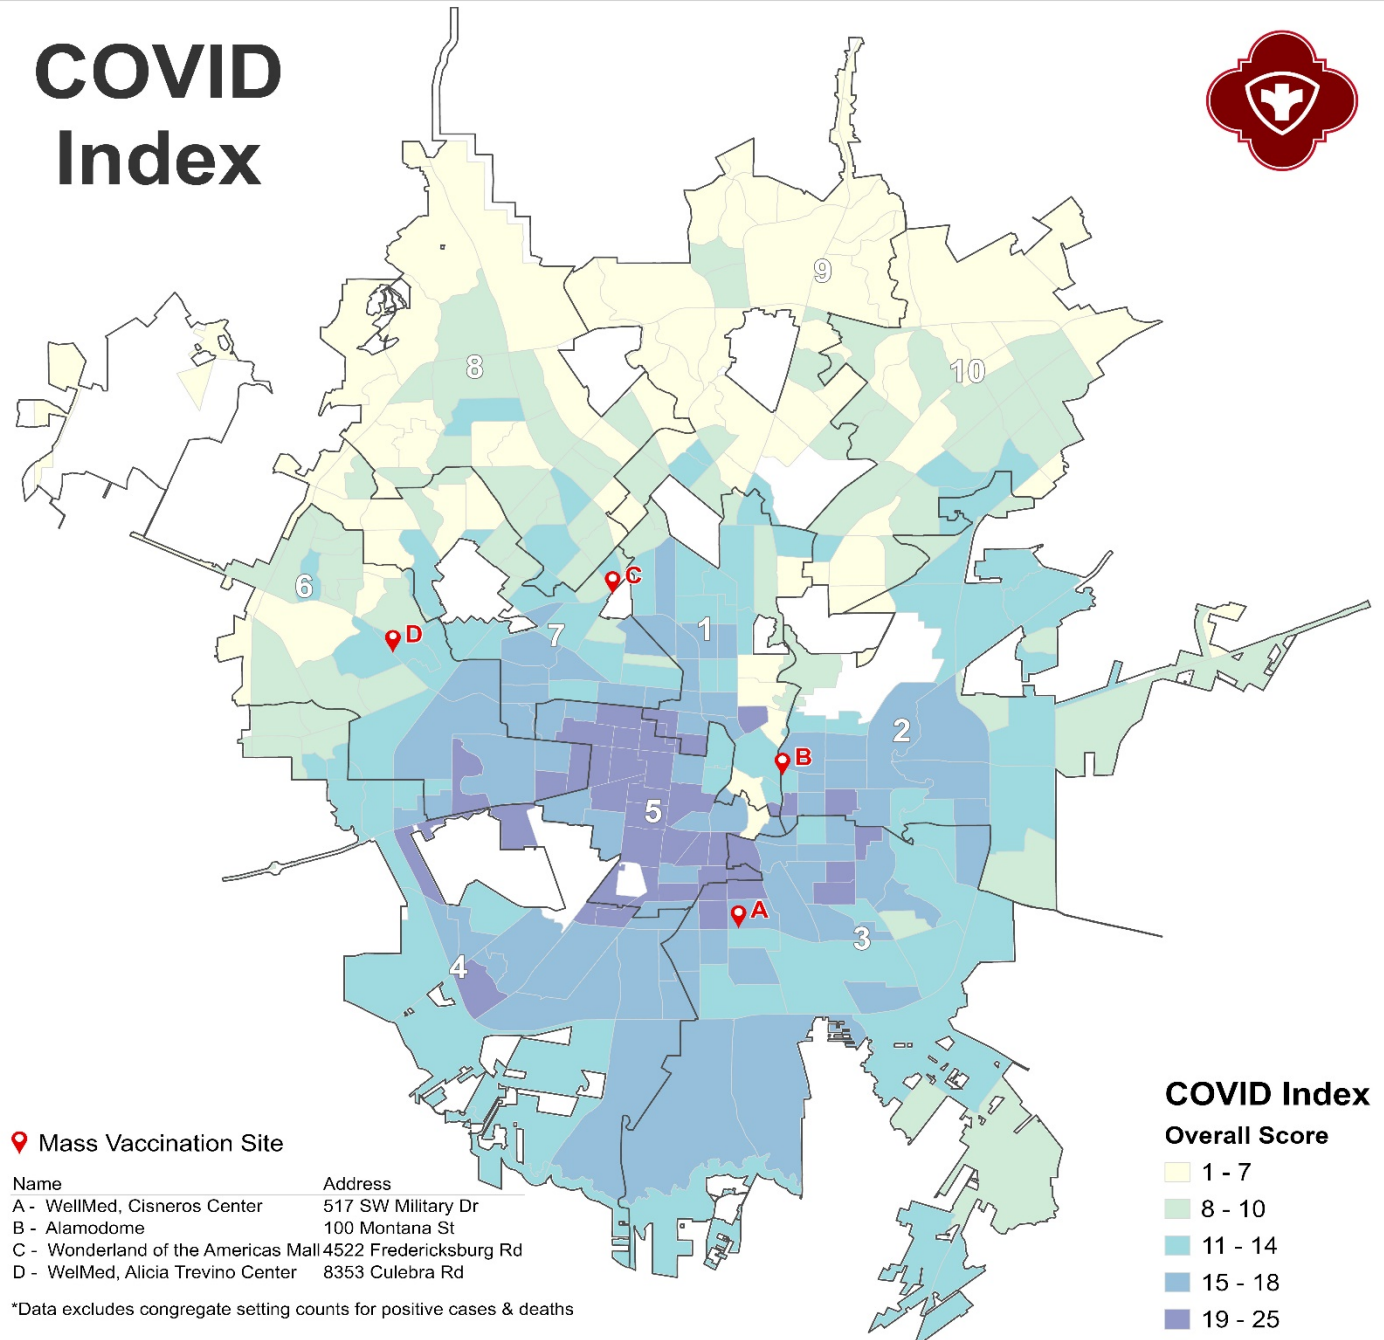 COVID
Index
9
8
10
6
C
D
7
1
2
B
5
A
3
4
Mass Vaccination Site
Name Address
A - WellMed, Cisneros Center 517 SW Military Dr
B - Alamodome 100 Montana St
C - Wonderland of the Americas Mall 4522 Fredericksburg Rd
D - WelMed, Alicia Trevino Center 8353 Culebra Rd
*Data excludes congregate setting counts for positive cases & deaths
COVID Index
Overall Score
1 - 7
8 - 10
11 - 14
15 - 18
19 - 25